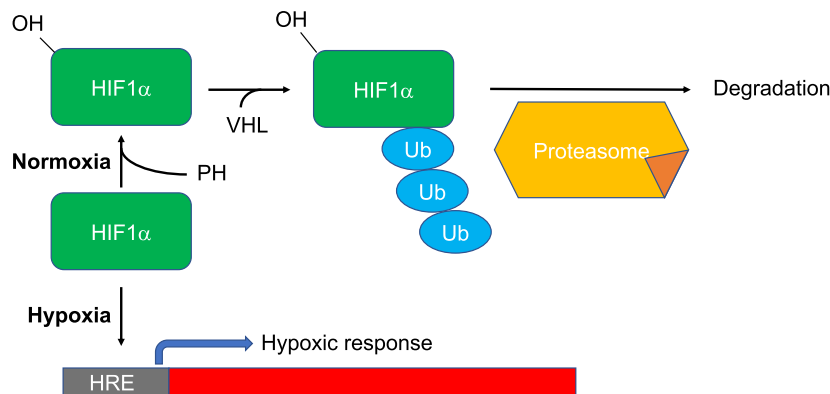 OH
HIF1α
VHL
OH
HIF1α
Ub
Ub
Ub
Proteasome
Degradation
Normoxia
PH
HIF1α
Hypoxia
Hypoxic response
HRE